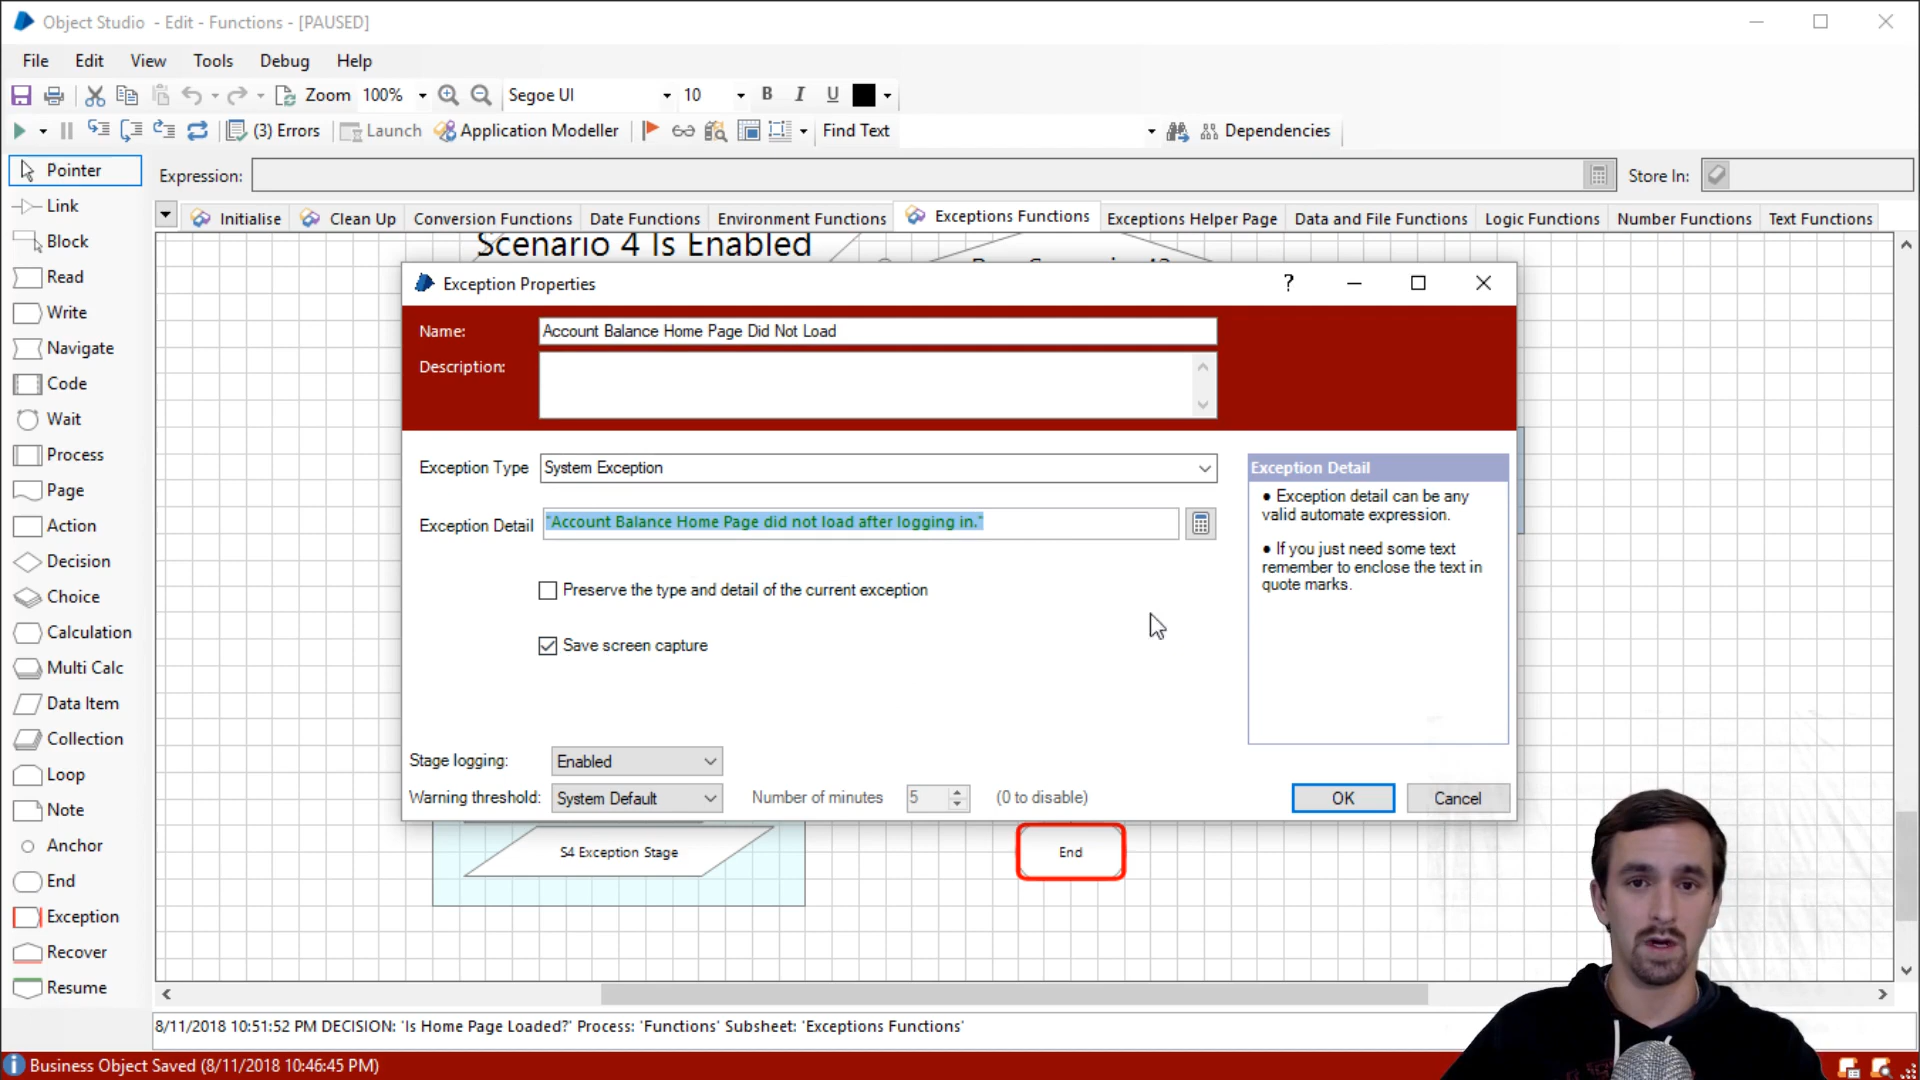 Object Studio - Edit - Functions - [PAUSED]
File Edit View Tools Debug Help
Zoom 100% Segoe UI 10 B I U
(3) Errors Launch Application Modeller Find Text Dependencies
Pointer Expression: Store In:
Link
Initialise Clean Up Conversion Functions Date Functions Environment Functions Exceptions Functions Exceptions Helper Page Data and File Functions Logic Functions Number Functions Text Functions
Block
Read
Write
Navigate
Code
Wait
Process
Page
Action
Decision
Choice
Calculation
Multi Calc
Data Item
Collection
Loop
Note
Anchor
End
Exception
Recover
Resume
Scenario 4 Is Enabled
Exception Properties ?
Name: Account Balance Home Page Did Not Load
Description:
Exception Type System Exception
Exception Detail "Account Balance Home Page did not load after logging in."
Preserve the type and detail of the current exception
Save screen capture
Exception Detail
● Exception detail can be any
valid automate expression.
● If you just need some text
remember to enclose the text in
quote marks.
Stage logging: Enabled
Warning threshold: System Default Number of minutes 5 (0 to disable) OK Cancel
S4 Exception Stage End
8/11/2018 10:51:52 PM DECISION: 'Is Home Page Loaded?' Process: 'Functions' Subsheet: 'Exceptions Functions'
Business Object Saved (8/11/2018 10:46:45 PM)